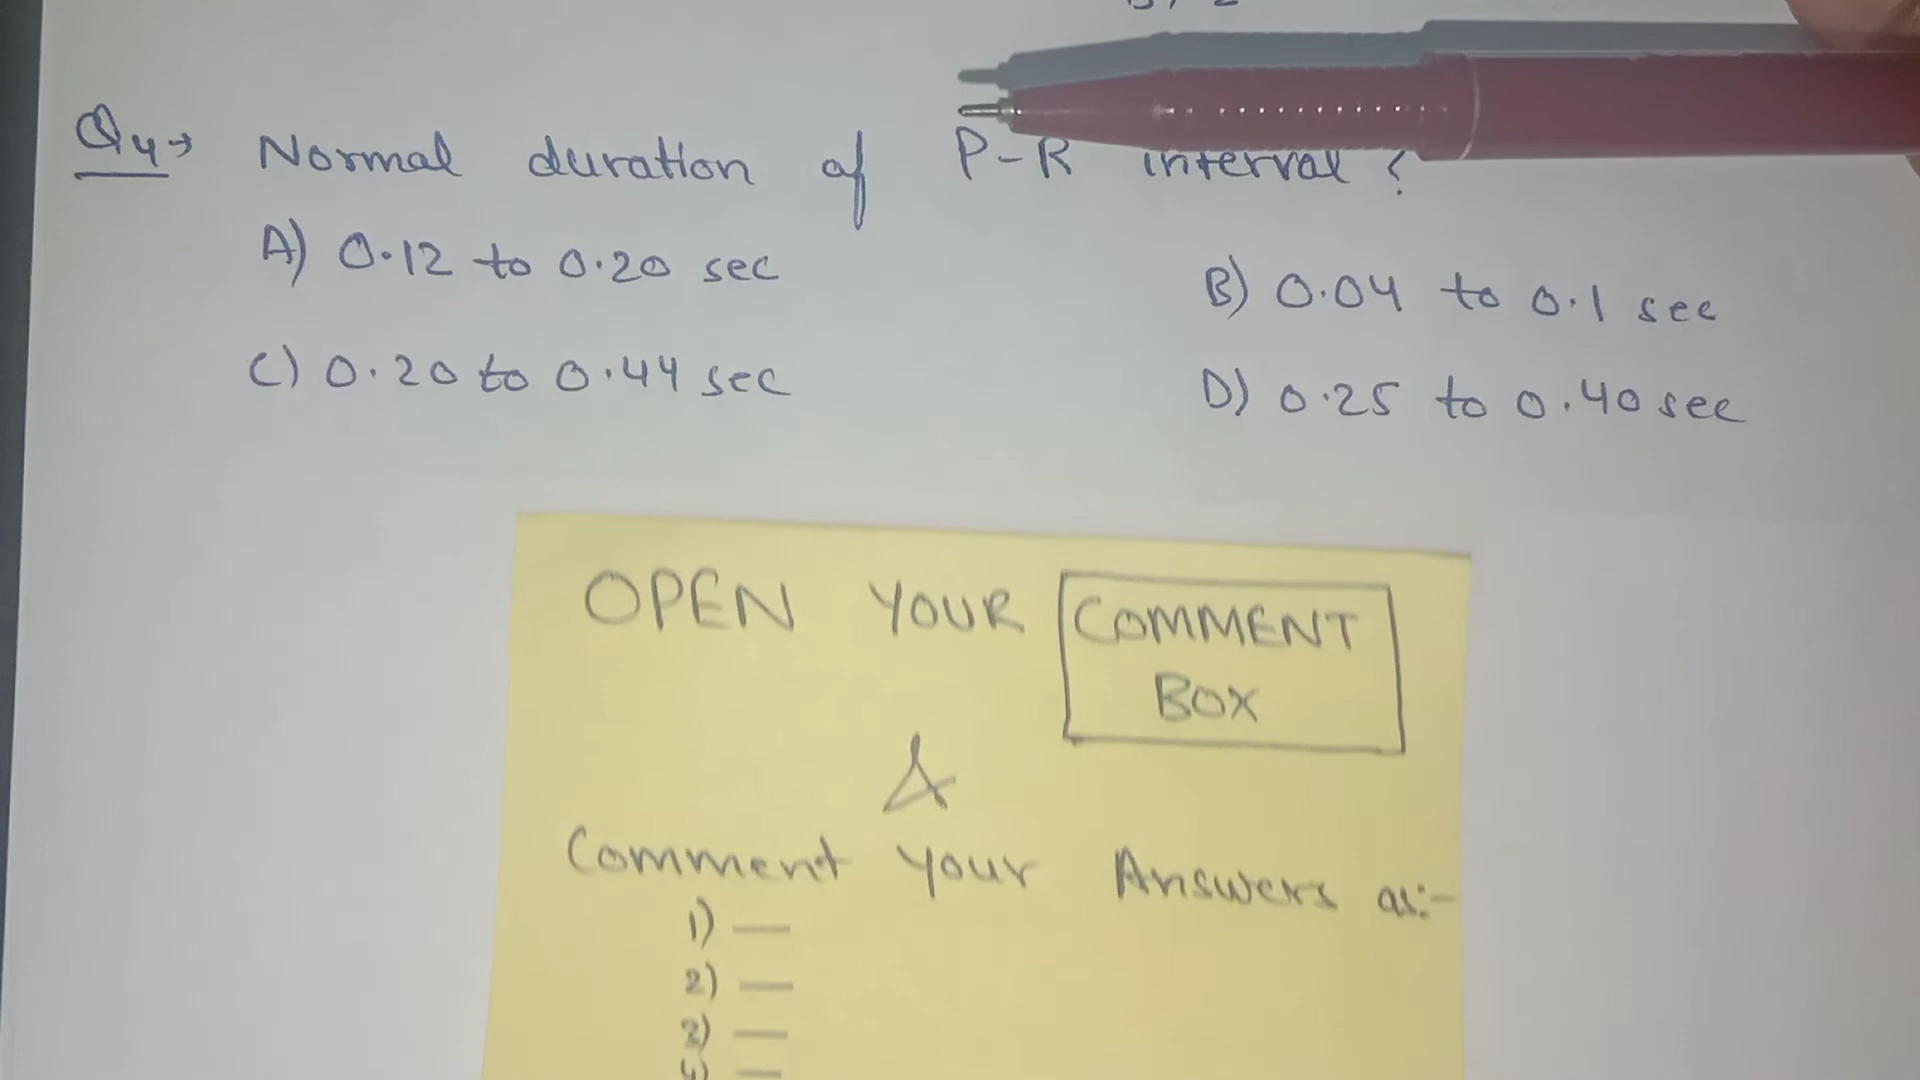 Q4→ Normal duration of P-R interval?
A) 0.12 to 0.20 sec
B) 0.04 to 0.1 sec
C) 0.20 to 0.44 sec
D) 0.25 to 0.40 sec
OPEN YOUR COMMENT
BOX
&
Comment your Answers as:-
1) —
2) —
3) —
4) —